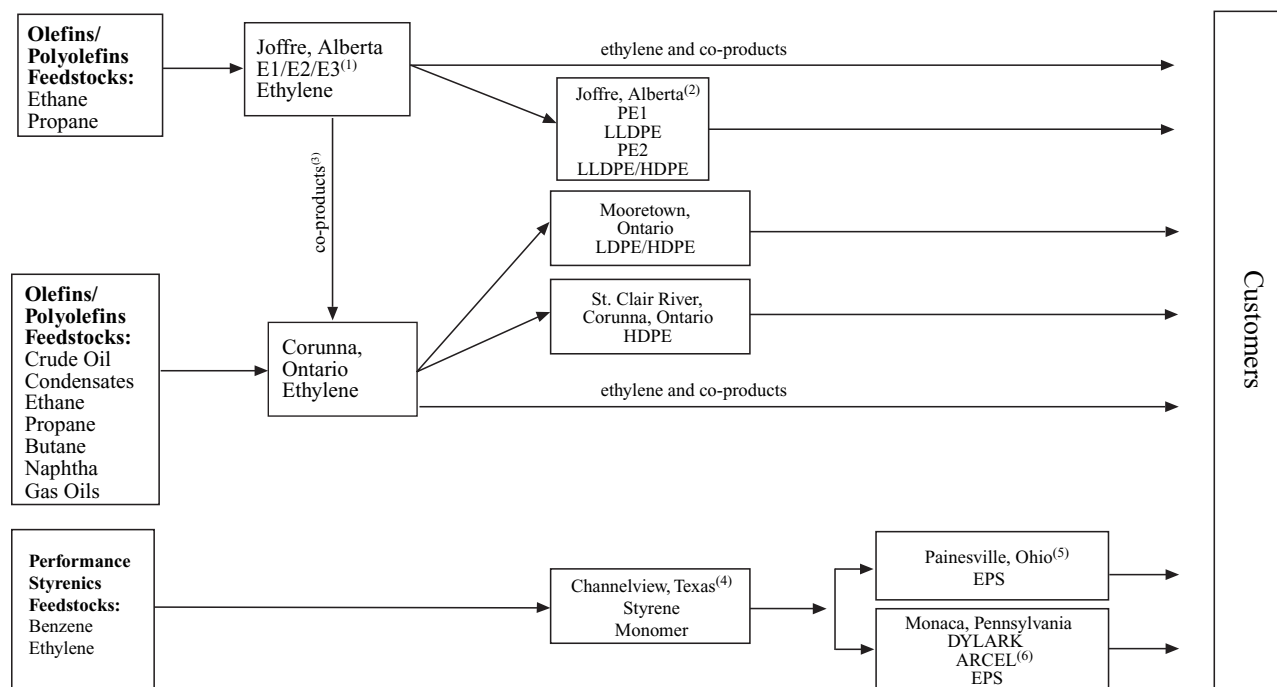 Olefins/
Polyolefins
Feedstocks:
Ethane
Propane
Joffre, Alberta
E1/E2/E3(1)
Ethylene
ethylene and co-products
Joffre, Alberta(2)
PE1
LLDPE
PE2
LLDPE/HDPE
co-products(3)
Mooretown,
Ontario
LDPE/HDPE
Olefins/
Polyolefins
Feedstocks:
Crude Oil
Condensates
Ethane
Propane
Butane
Naphtha
Gas Oils
Corunna,
Ontario
Ethylene
St. Clair River,
Corunna, Ontario
HDPE
ethylene and co-products
Customers
Performance
Styrenics
Feedstocks:
Benzene
Ethylene
Channelview, Texas(4)
Styrene
Monomer
Painesville, Ohio(5)
EPS
Monaca, Pennsylvania
DYLARK
ARCEL(6)
EPS